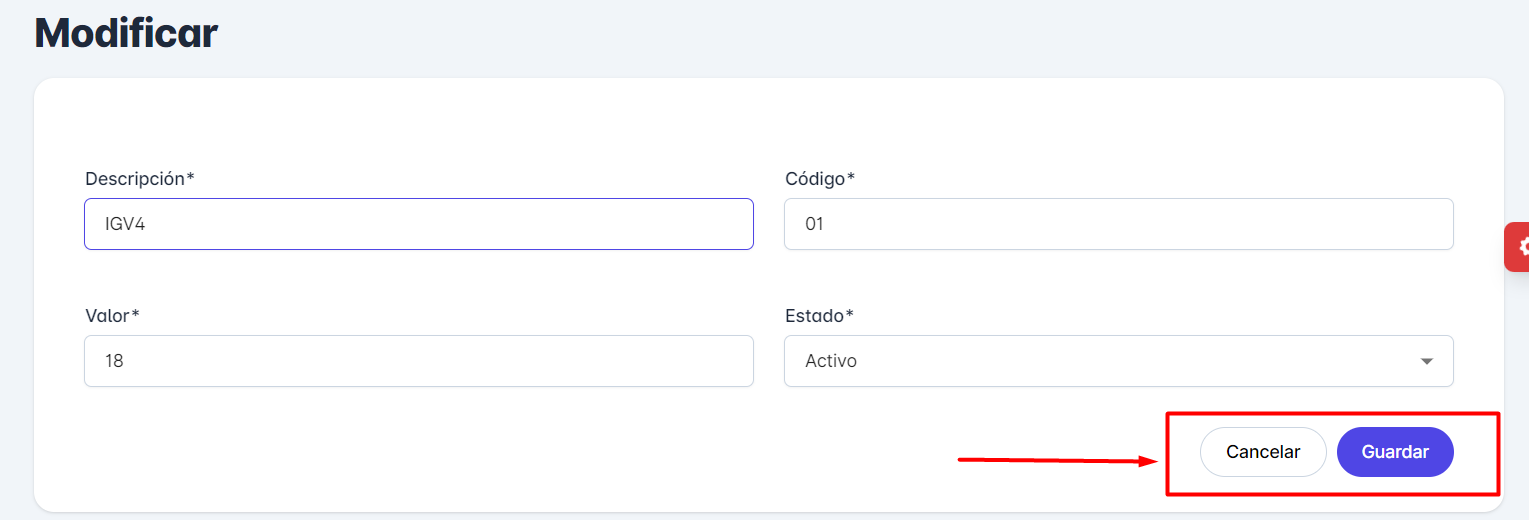 Modificar
Descripción* Código*
IGV4 01
Valor* Estado*
18 Activo
Cancelar Guardar